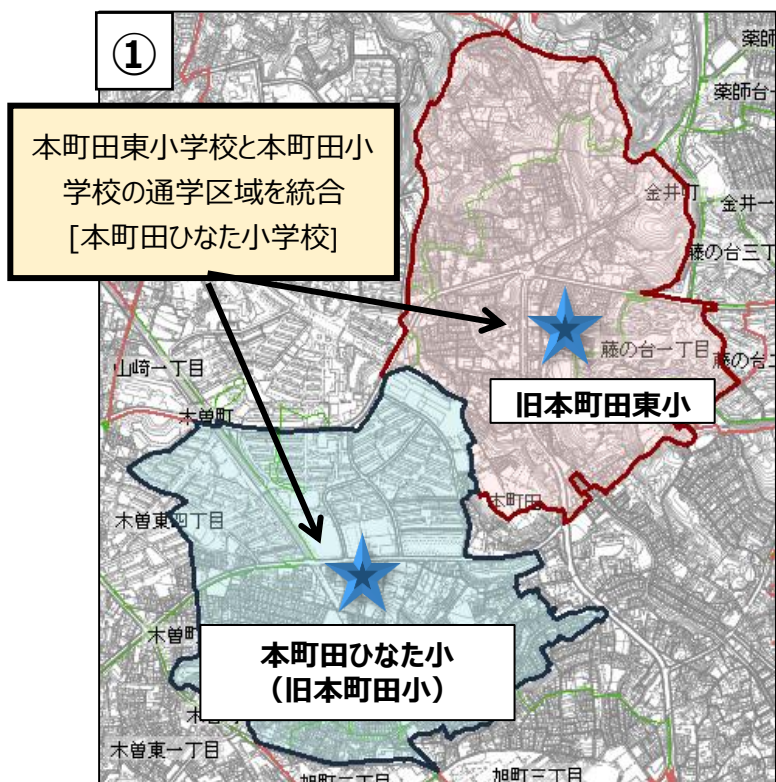 ①
薬師
薬師台一
本町田東小学校と本町田小
学校の通学区域を統合
[本町田ひなた小学校]
金井町
金井一
藤の台三丁
山崎一丁目
藤の台一丁目
藤の台二
旧本町田東小
木曽町
本町田
木曽東四丁目
木曽町
本町田ひなた小
（旧本町田小）
木曽東一丁目
旭町三丁目